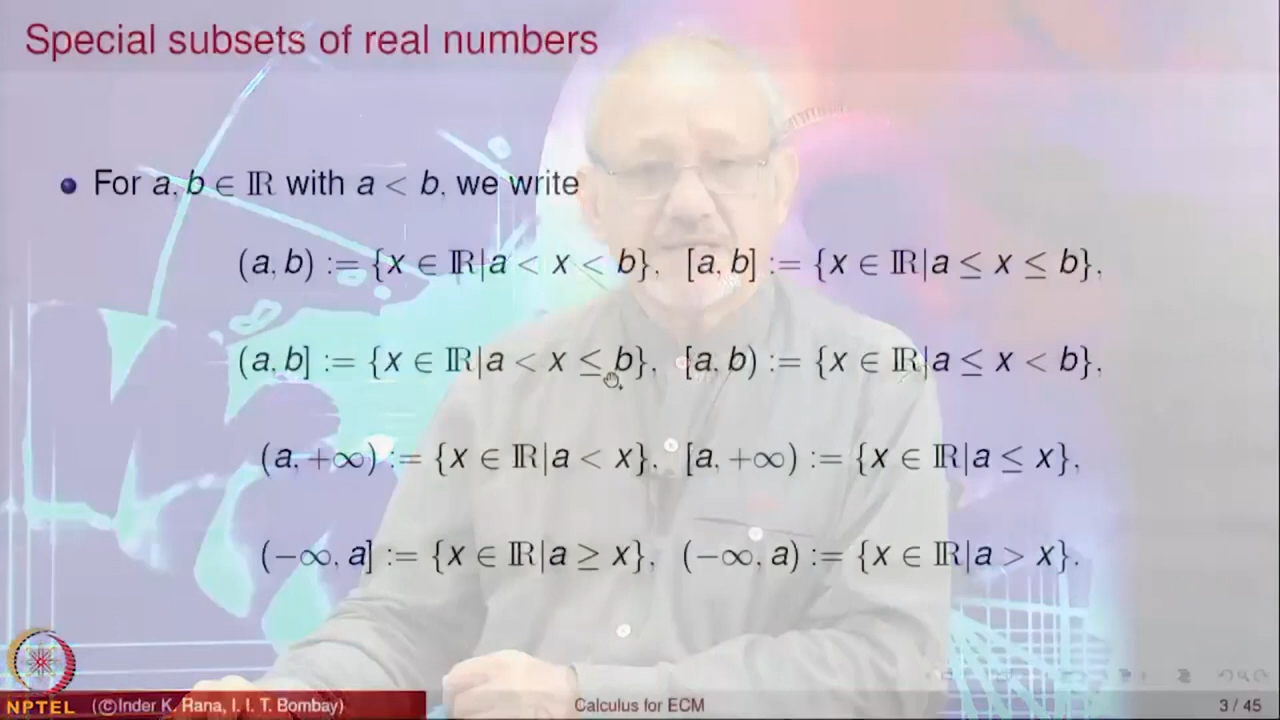 Special subsets of real numbers
For a, b ∈ ℝ with a < b, we write
(a, b) := {x ∈ ℝ|a < x < b}, [a, b] := {x ∈ ℝ|a ≤ x ≤ b},
(a, b] := {x ∈ ℝ|a < x ≤ b}, [a, b) := {x ∈ ℝ|a ≤ x < b},
(a, +∞) := {x ∈ ℝ|a < x}, [a, +∞) := {x ∈ ℝ|a ≤ x},
(−∞, a] := {x ∈ ℝ|a ≥ x}, (−∞, a) := {x ∈ ℝ|a > x}.
NPTEL (©Inder K. Rana, I. I. T. Bombay) Calculus for ECM 3 / 45